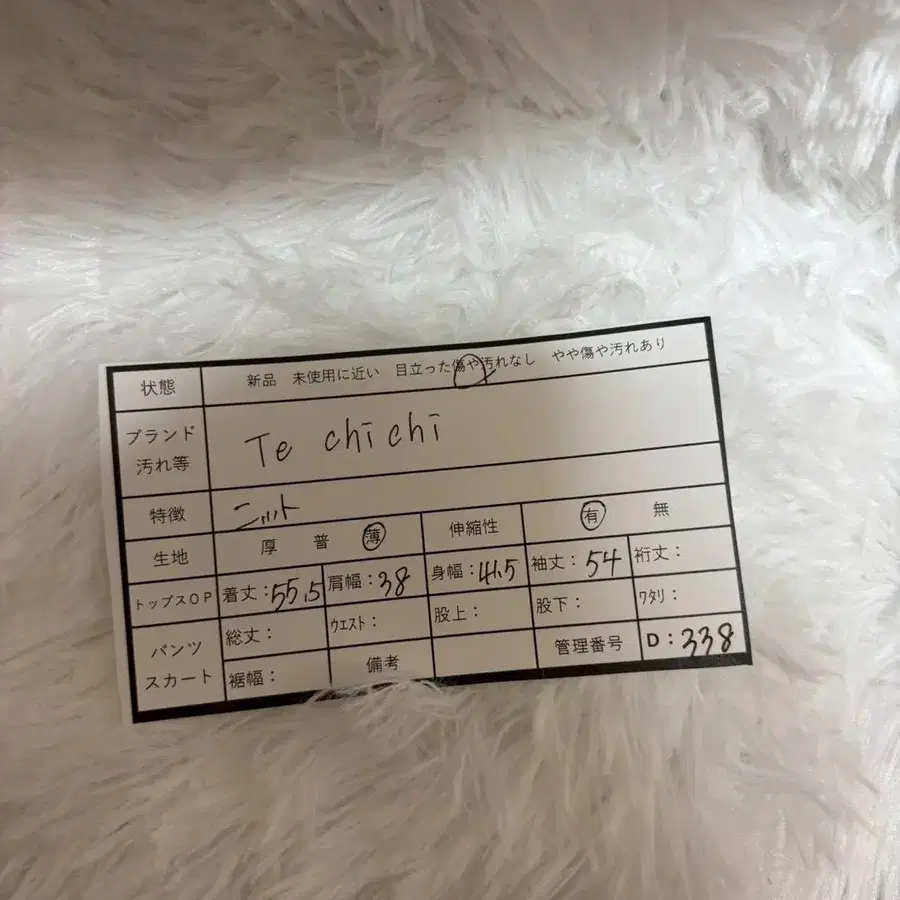 状態 新品 未使用に近い 目立った傷や汚れなし やや傷や汚れあり
ブランド
汚れ等 Te chichi
特徴 ニット
生地 厚 普 薄 伸縮性 有 無
トップスOP 着丈:55.5 肩幅:38 身幅:41.5 袖丈:54 裄丈:
パンツ
スカート
総丈: ウエスト: 股上: 股下: ワタリ:
裾幅: 備考 管理番号 D:338